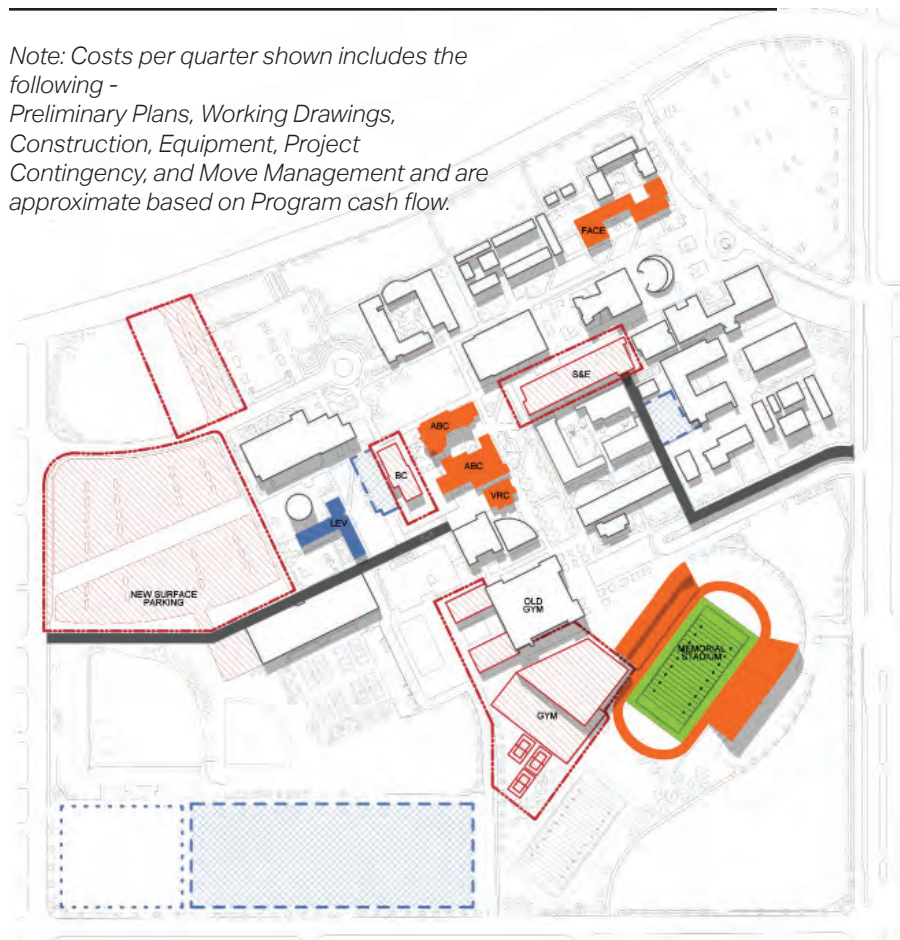 Note: Costs per quarter shown includes the
following -
Preliminary Plans, Working Drawings,
Construction, Equipment, Project
Contingency, and Move Management and are
approximate based on Program cash flow.
FACE
S&E
ABC
BC
ABC
VRC
LEV
NEW SURFACE
PARKING
OLD
GYM
MEMORIAL
STADIUM
GYM